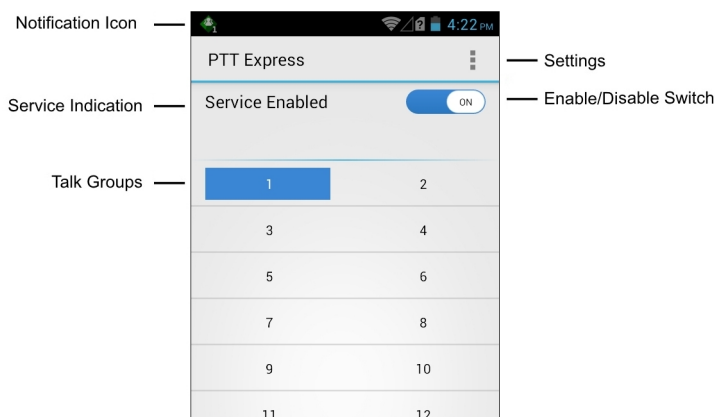 Notification Icon
1
?
4:22 PM
PTT Express
Settings
Service Indication
Service Enabled
ON
Enable/Disable Switch
Talk Groups
1 2
3 4
5 6
7 8
9 10
11 12